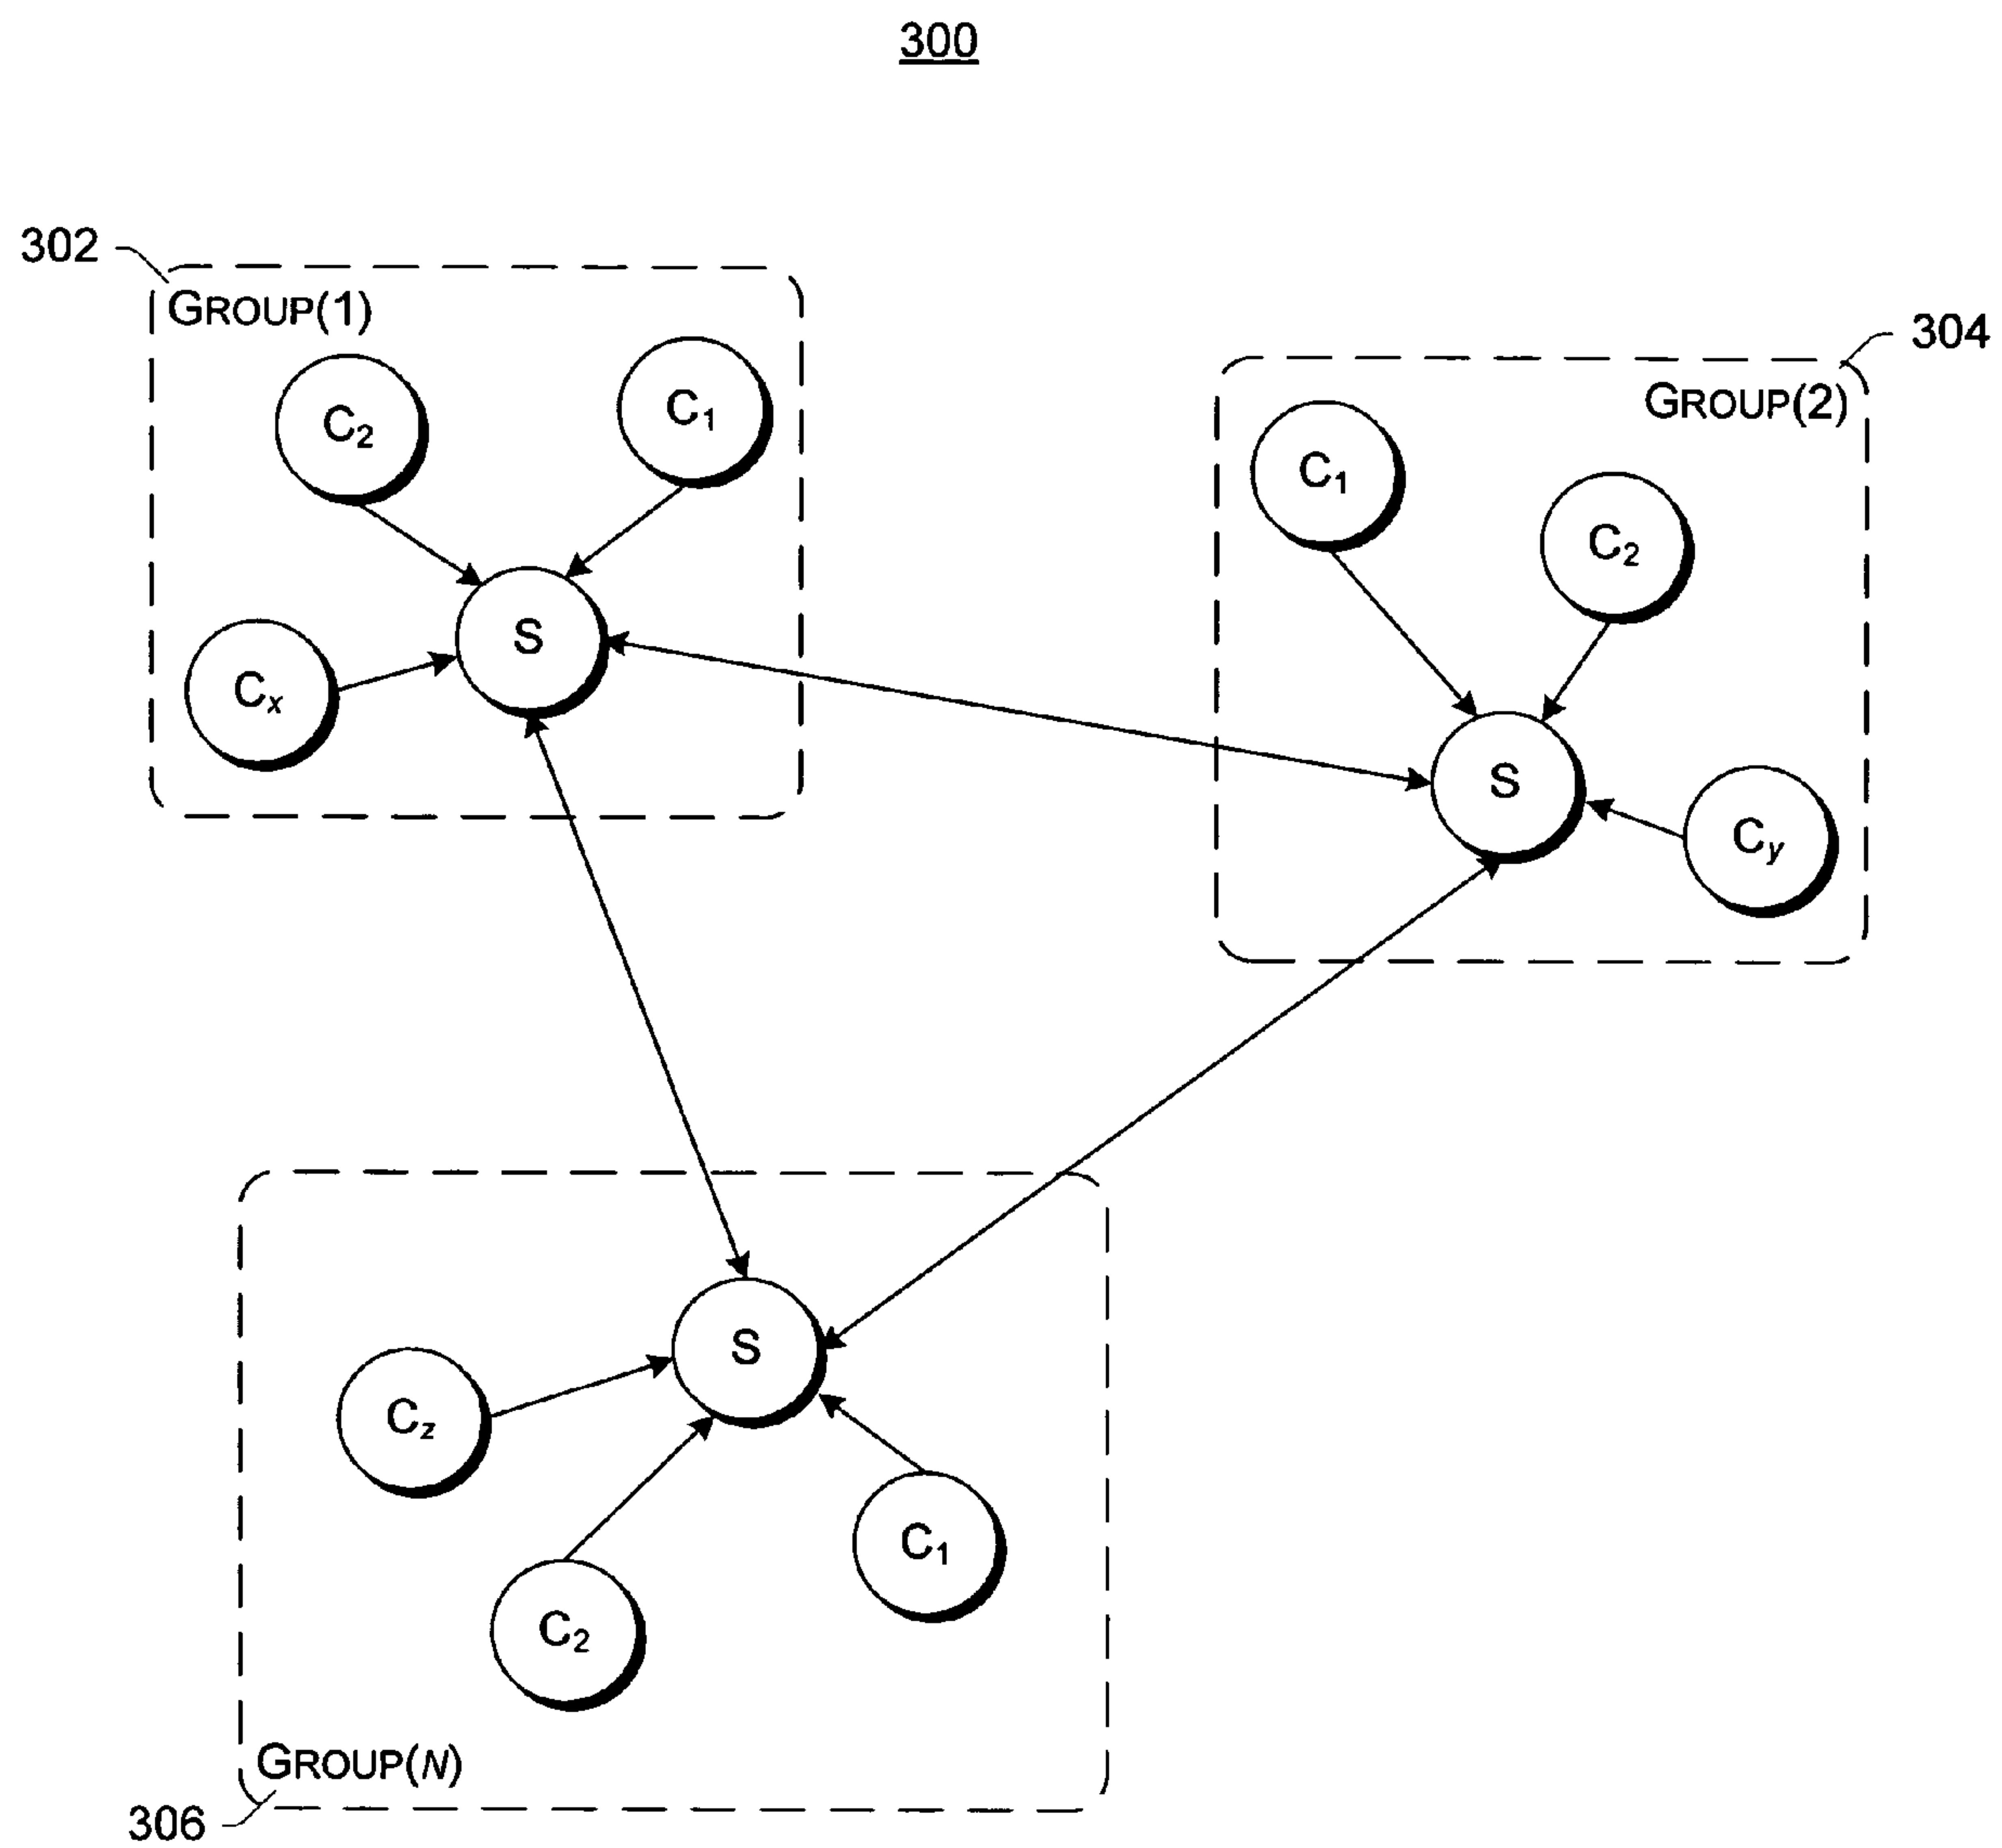 300
302
GROUP(1)
304
GROUP(2)
C2
C1
C1
C2
S
Cx
S
Cy
S
Cz
C1
C2
GROUP(N)
306